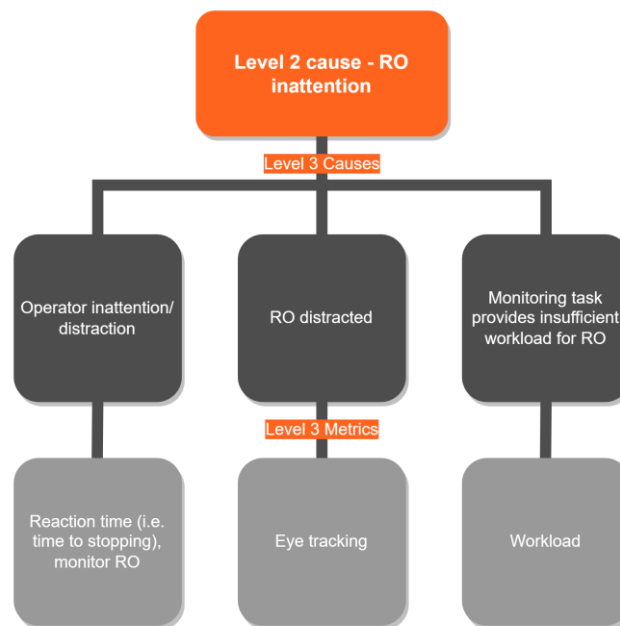 Level 2 cause - RO
inattention
Level 3 Causes
Operator inattention/
distraction
RO distracted
Monitoring task
provides insufficient
workload for RO
Level 3 Metrics
Reaction time (i.e.
time to stopping),
monitor RO
Eye tracking
Workload